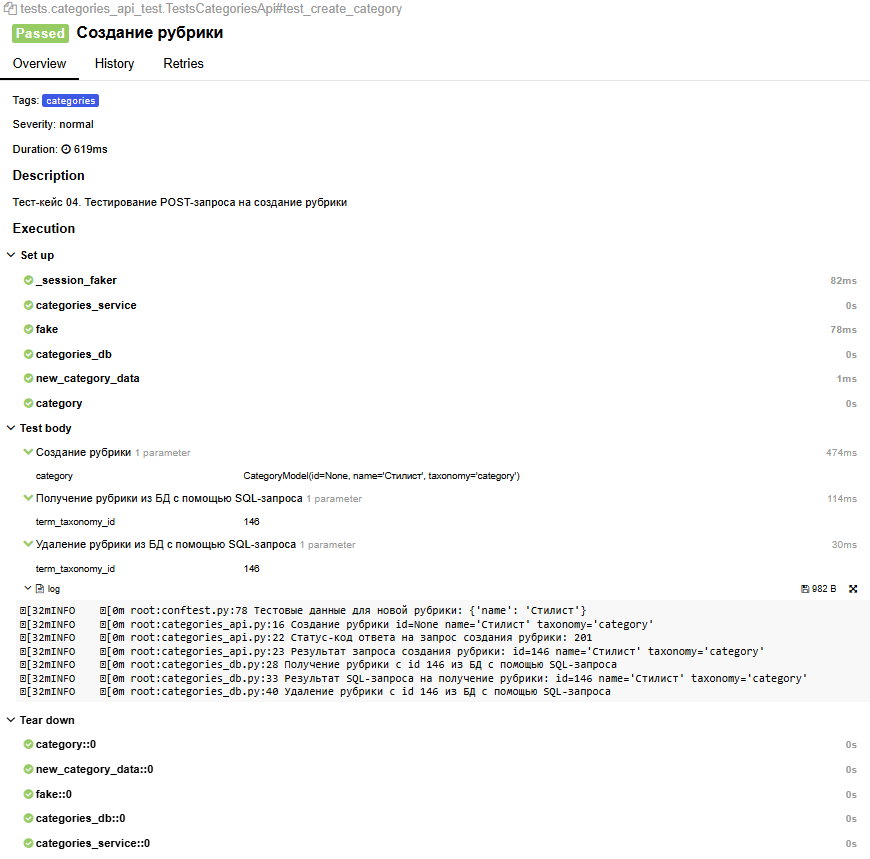 tests.categories_api_test.TestsCategoriesApi#test_create_category
Passed Создание рубрики
Overview History Retries
Tags: categories
Severity: normal
Duration: 619ms
Description
Тест-кейс 04. Тестирование POST-запроса на создание рубрики
Execution
Set up
_session_faker 82ms
categories_service 0s
fake 78ms
categories_db 0s
new_category_data 1ms
category 0s
Test body
Создание рубрики 1 parameter 474ms
category CategoryModel(id=None, name='Стилист', taxonomy='category')
Получение рубрики из БД с помощью SQL-запроса 1 parameter 114ms
term_taxonomy_id 146
Удаление рубрики из БД с помощью SQL-запроса 1 parameter 30ms
term_taxonomy_id 146
log 982 B
[32mINFO [0m root:conftest.py:78 Тестовые данные для новой рубрики: {'name': 'Стилист'}
[32mINFO [0m root:categories_api.py:16 Создание рубрики id=None name='Стилист' taxonomy='category'
[32mINFO [0m root:categories_api.py:22 Статус-код ответа на запрос создания рубрики: 201
[32mINFO [0m root:categories_api.py:23 Результат запроса создания рубрики: id=146 name='Стилист' taxonomy='category'
[32mINFO [0m root:categories_db.py:28 Получение рубрики с id 146 из БД с помощью SQL-запроса
[32mINFO [0m root:categories_db.py:33 Результат SQL-запроса на получение рубрики: id=146 name='Стилист' taxonomy='category'
[32mINFO [0m root:categories_db.py:40 Удаление рубрики с id 146 из БД с помощью SQL-запроса
Tear down
category::0 0s
new_category_data::0 0s
fake::0 0s
categories_db::0 0s
categories_service::0 0s